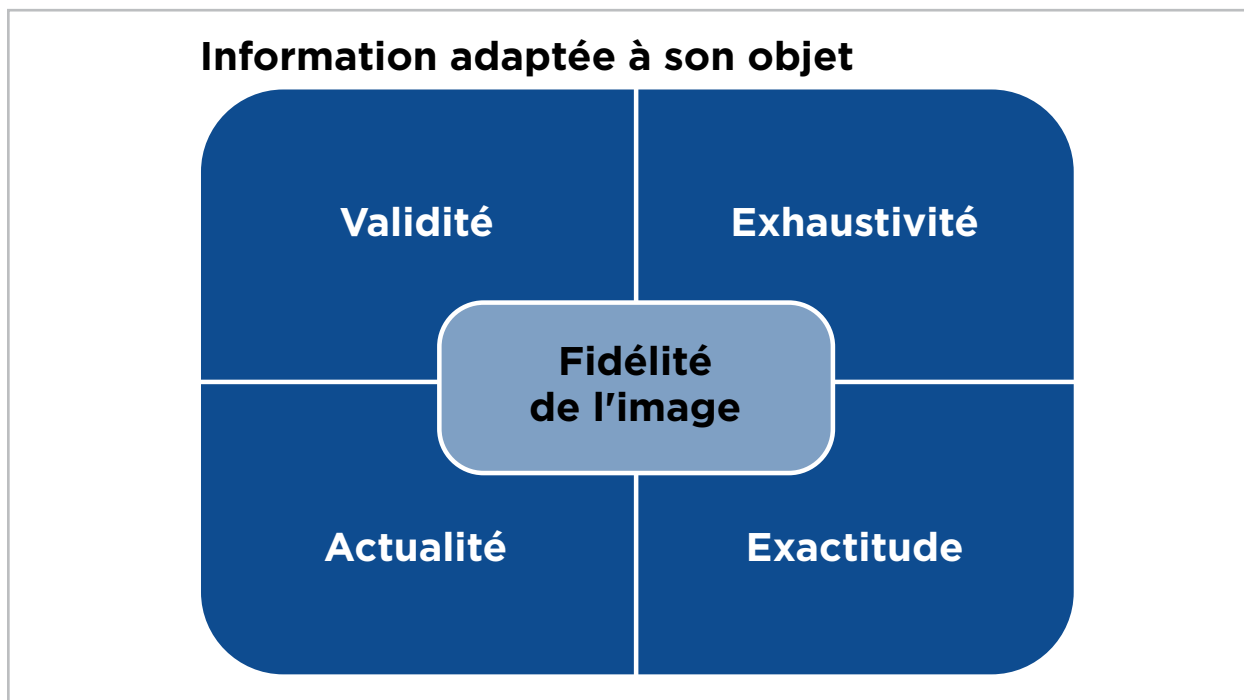 Information adaptée à son objet
Validité
Exhaustivité
Fidélité
de l'image
Actualité
Exactitude